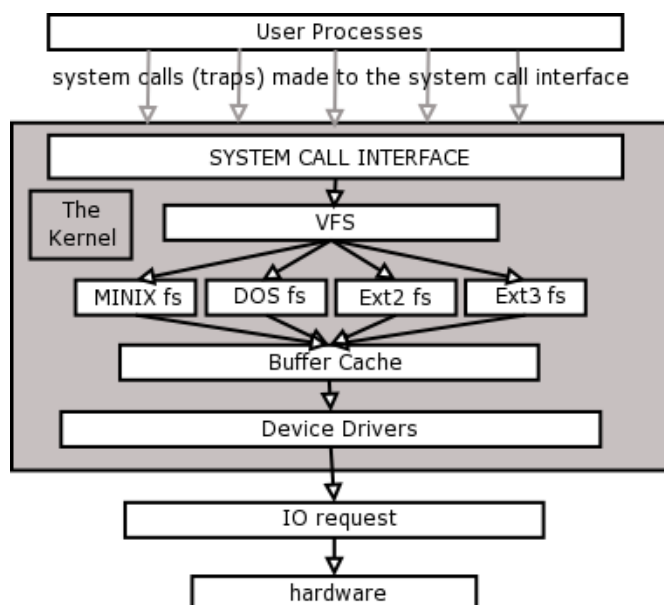 User Processes
system calls (traps) made to the system call interface
SYSTEM CALL INTERFACE
The
Kernel
VFS
MINIX fs
DOS fs
Ext2 fs
Ext3 fs
Buffer Cache
Device Drivers
IO request
hardware